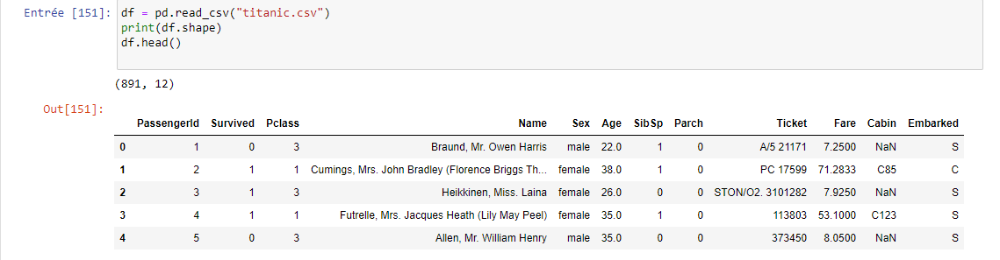 Entrée [151]: df = pd.read_csv("titanic.csv")
print(df.shape)
df.head()
(891, 12)
Out[151]:
PassengerId Survived Pclass Name Sex Age SibSp Parch Ticket Fare Cabin Embarked
0 1 0 3 Braund, Mr. Owen Harris male 22.0 1 0 A/5 21171 7.2500 NaN S
1 2 1 1 Cumings, Mrs. John Bradley (Florence Briggs Th... female 38.0 1 0 PC 17599 71.2833 C85 C
2 3 1 3 Heikkinen, Miss. Laina female 26.0 0 0 STON/O2. 3101282 7.9250 NaN S
3 4 1 1 Futrelle, Mrs. Jacques Heath (Lily May Peel) female 35.0 1 0 113803 53.1000 C123 S
4 5 0 3 Allen, Mr. William Henry male 35.0 0 0 373450 8.0500 NaN S